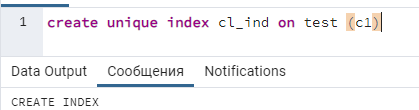 1 create unique index cl_ind on test (c1)
Data Output Сообщения Notifications
CREATE INDEX